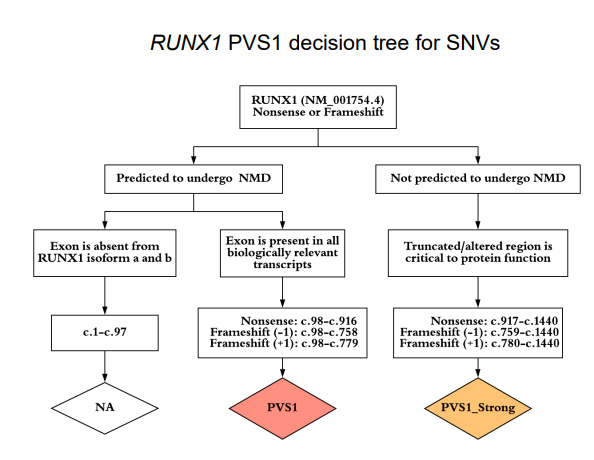 RUNX1 PVS1 decision tree for SNVs
RUNX1 (NM_001754.4)
Nonsense or Frameshift
Predicted to undergo NMD
Not predicted to undergo NMD
Exon is absent from
RUNX1 isoform a and b
Exon is present in all
biologically relevant
transcripts
Truncated/altered region is
critical to protein function
c.1–c.97
Nonsense: c.98–c.916
Frameshift (-1): c.98–c.758
Frameshift (+1): c.98–c.779
Nonsense: c.917–c.1440
Frameshift (-1): c.759–c.1440
Frameshift (+1): c.780–c.1440
NA
PVS1
PVS1_Strong